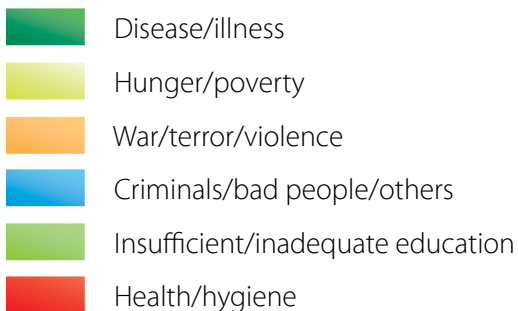 Disease/illness
Hunger/poverty
War/terror/violence
Criminals/bad people/others
Insufficient/inadequate education
Health/hygiene